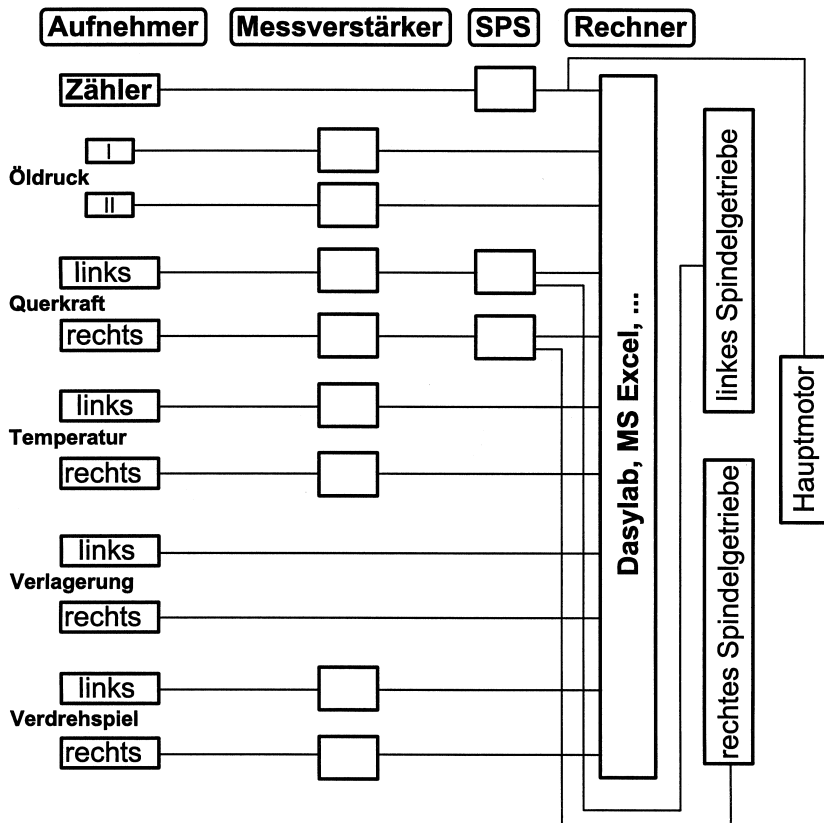 Aufnehmer Messverstärker SPS Rechner
Zähler
I
Öldruck
II
links
Querkraft
rechts
links
Temperatur
rechts
links
Verlagerung
rechts
links
Verdrehspiel
rechts
Dasylab, MS Excel, ...
linkes Spindelgetriebe
rechtes Spindelgetriebe
Hauptmotor